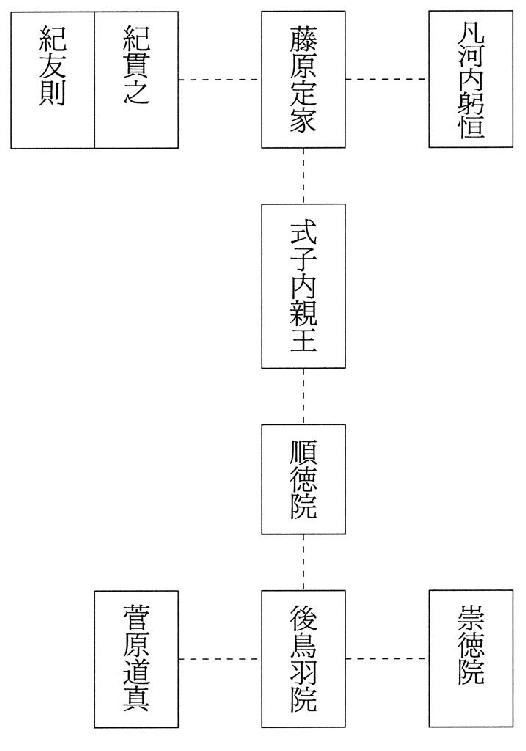 凡河内躬恒
藤原定家
紀貫之
紀友則
式子内親王
順徳院
崇徳院
後鳥羽院
菅原道真